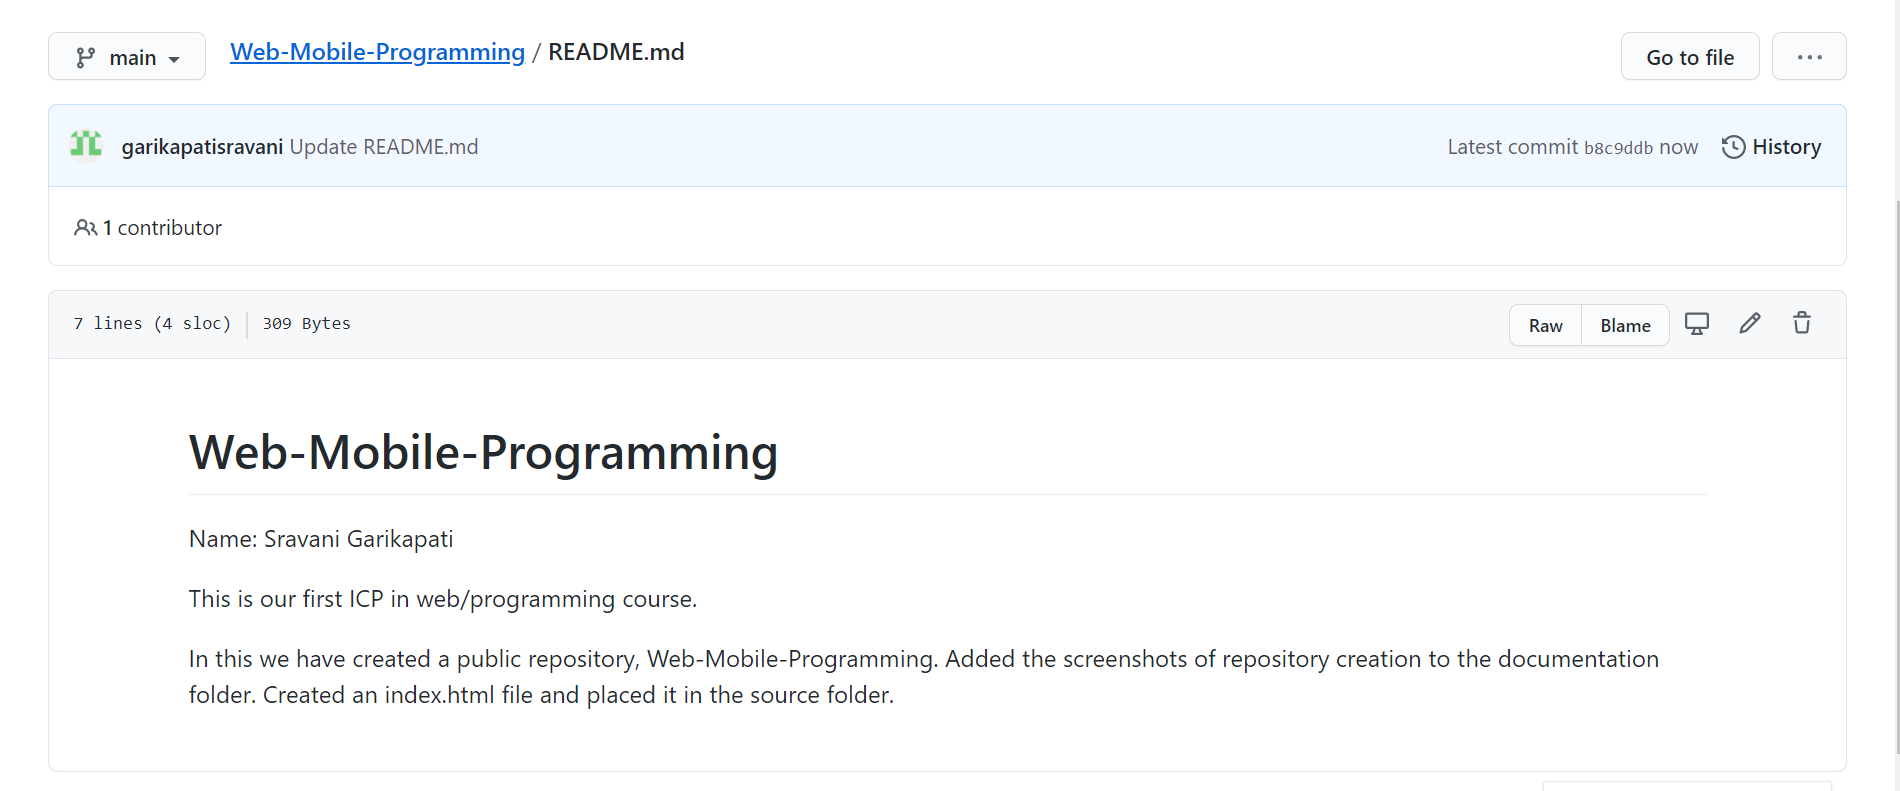 main
Web-Mobile-Programming / README.md
Go to file
garikapatisravani Update README.md
Latest commit b8c9ddb now
History
1 contributor
7 lines (4 sloc) 309 Bytes
Raw
Blame
Web-Mobile-Programming
Name: Sravani Garikapati
This is our first ICP in web/programming course.
In this we have created a public repository, Web-Mobile-Programming. Added the screenshots of repository creation to the documentation
folder. Created an index.html file and placed it in the source folder.